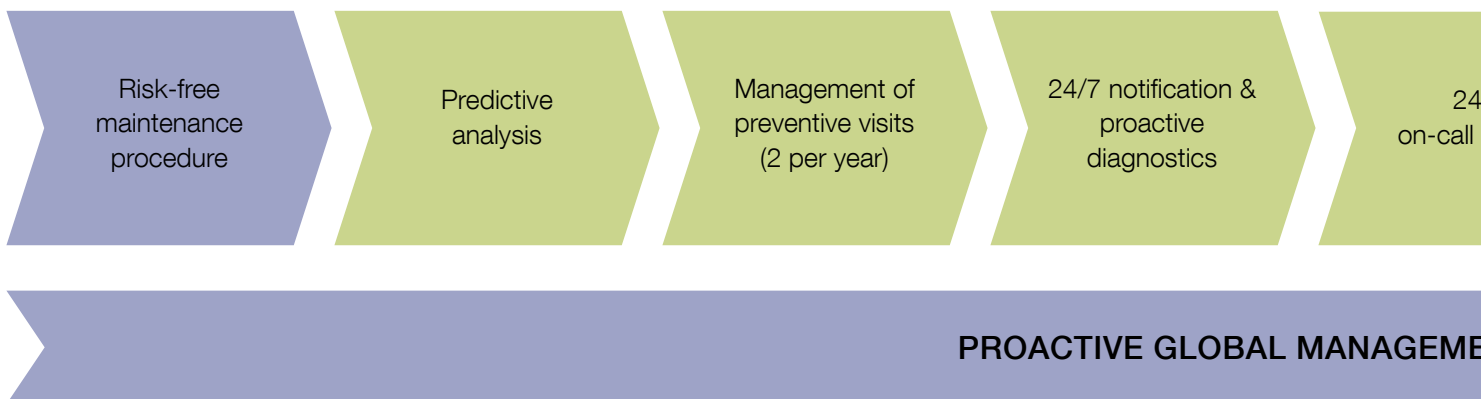 Risk-free
maintenance
procedure
Predictive
analysis
Management of
preventive visits
(2 per year)
24/7 notification &
proactive
diagnostics
24
on-call
PROACTIVE GLOBAL